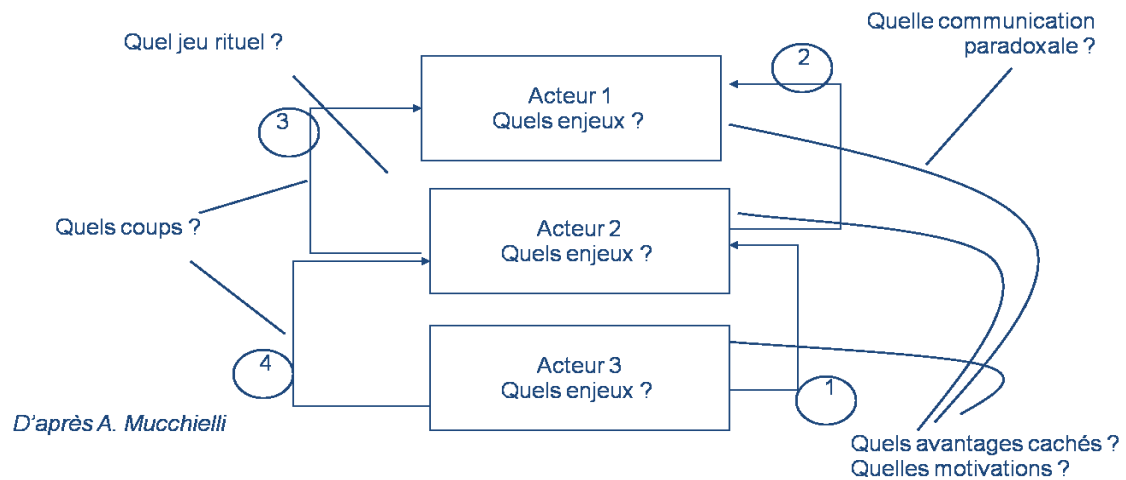 Quelle communication
paradoxale ?
Quel jeu rituel ?
2
Acteur 1
Quels enjeux ?
3
Quels coups ?
Acteur 2
Quels enjeux ?
4
Acteur 3
Quels enjeux ?
1
D'après A. Mucchielli
Quels avantages cachés ?
Quelles motivations ?